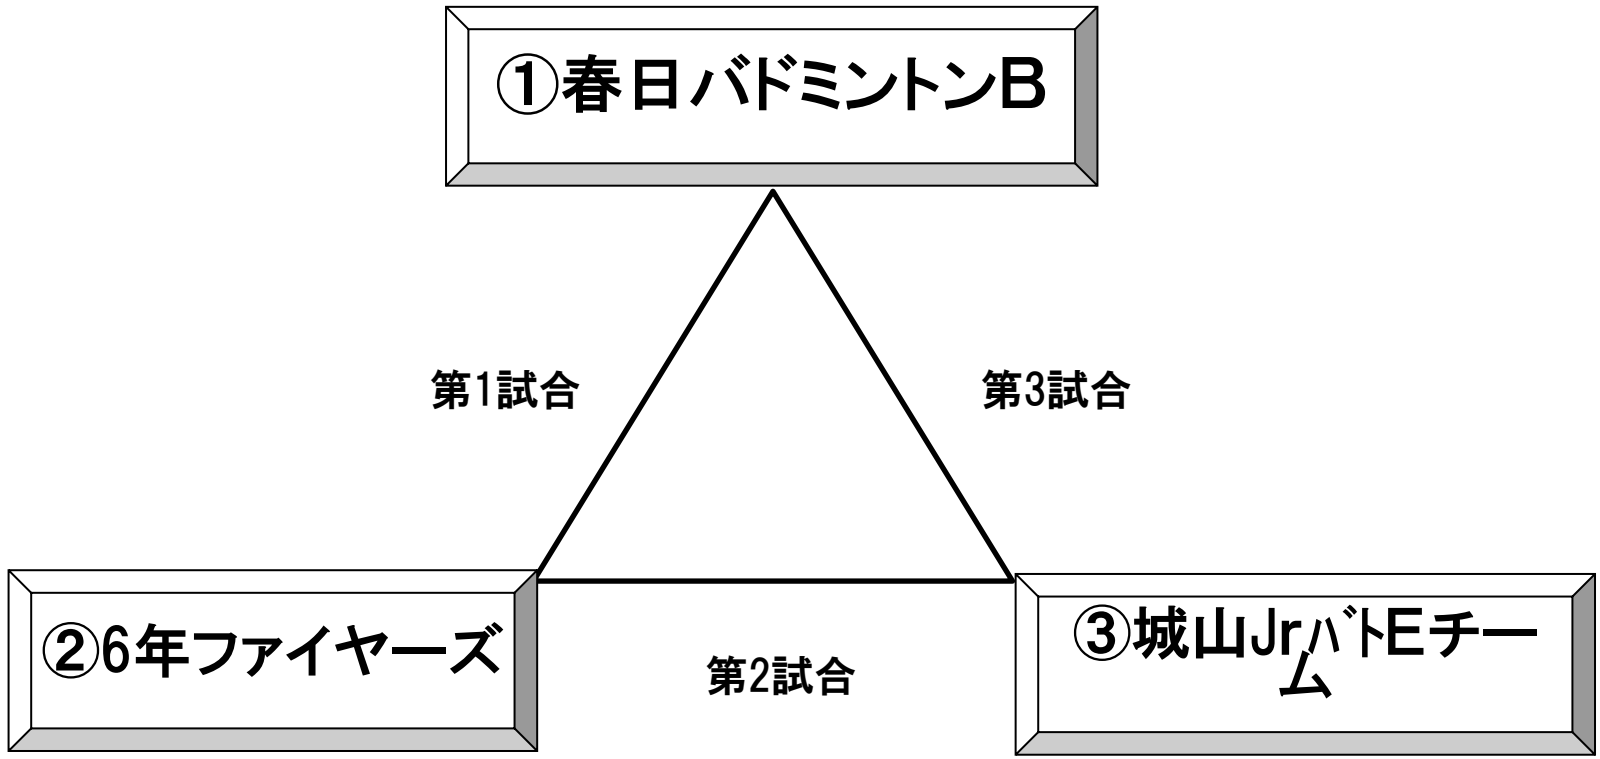 ①春日バドミントンB
第1試合
第3試合
②6年ファイヤーズ
第2試合
③城山JrﾊﾞﾄﾞEチー
ム